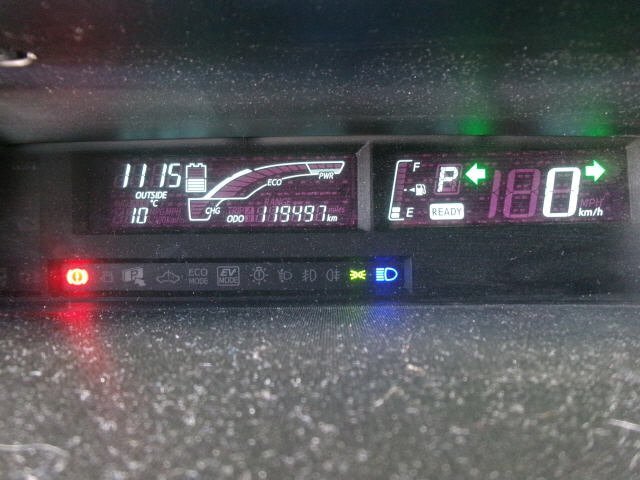 11:15
OUTSIDE
°C
10
CHG
ECO
PWR
RANGE
ODO 119497 km
F
E
P
READY
0
MPH
km/h
P
ECO
MODE
EV
MODE